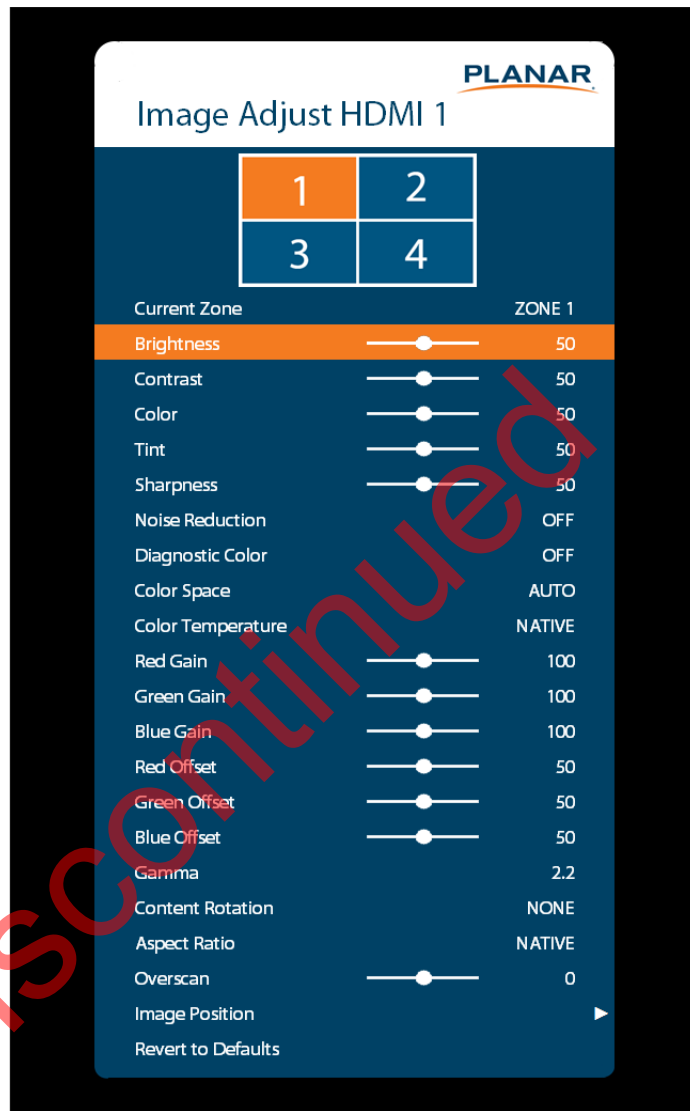 PLANAR
Image Adjust HDMI 1
1 2
3 4
Current Zone ZONE 1
Brightness 50
Contrast 50
Color 50
Tint 50
Sharpness 50
Noise Reduction OFF
Diagnostic Color OFF
Color Space AUTO
Color Temperature NATIVE
Red Gain 100
Green Gain 100
Blue Gain 100
Red Offset 50
Green Offset 50
Blue Offset 50
Gamma 2.2
Content Rotation NONE
Aspect Ratio NATIVE
Overscan 0
Image Position
Revert to Defaults
iscontinued